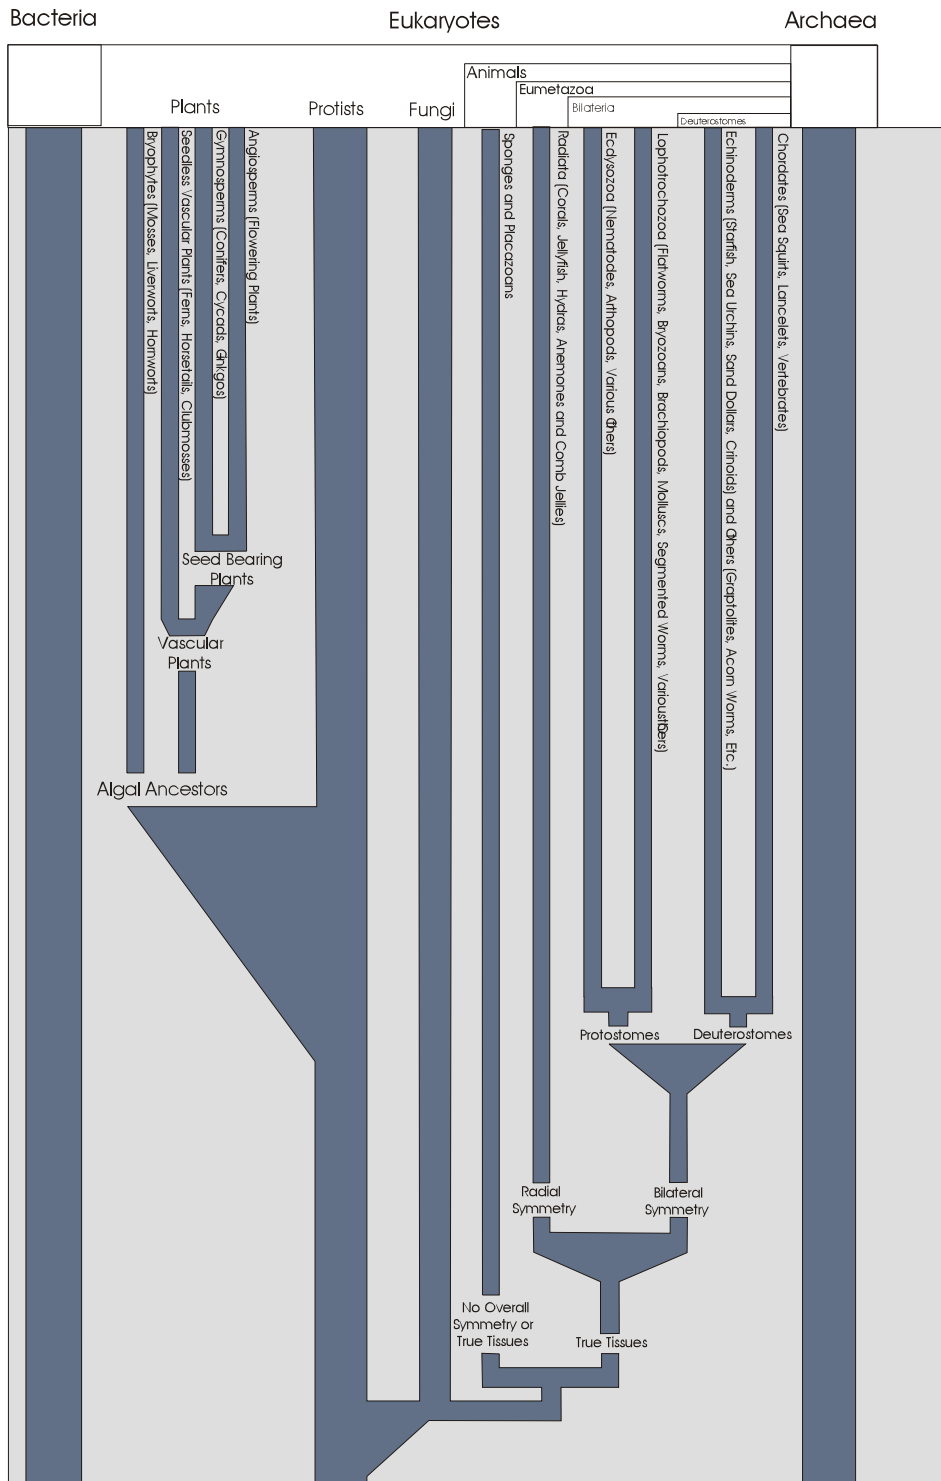 Bacteria
Eukaryotes
Archaea
Animals
Eumetazoa
Bilateria
Deuterostomes
Plants
Protists
Fungi
Bryophytes (Mosses, Liverworts, Hornworts)
Seedless Vascular Plants (Ferns, Horsetails, Clubmosses)
Gymnosperms (Conifers, Cycads, Ginkgos)
Angiosperms (Flowering Plants)
Sponges and Placazoans
Radiata (Corals, Jellyfish, Hydras, Anemones and Comb Jellies)
Ecdysozoa (Nematodes, Arthopods, Various Others)
Lophotrochozoa (Flatworms, Bryozoans, Brachiopods, Molluscs, Segmented Worms, Various
Echinoderms (Starfish, Sea Urchins, Sand Dollars, Crinoids) and Others (Graptolites, Acorn Worms, Etc.)
Chordates (Sea Squirts, Lancelets, Vertebrates)
Seed Bearing
Plants
Vascular
Plants
Algal Ancestors
Protostomes
Deuterostomes
Radial
Symmetry
Bilateral
Symmetry
No Overall
Symmetry or
True Tissues
True Tissues